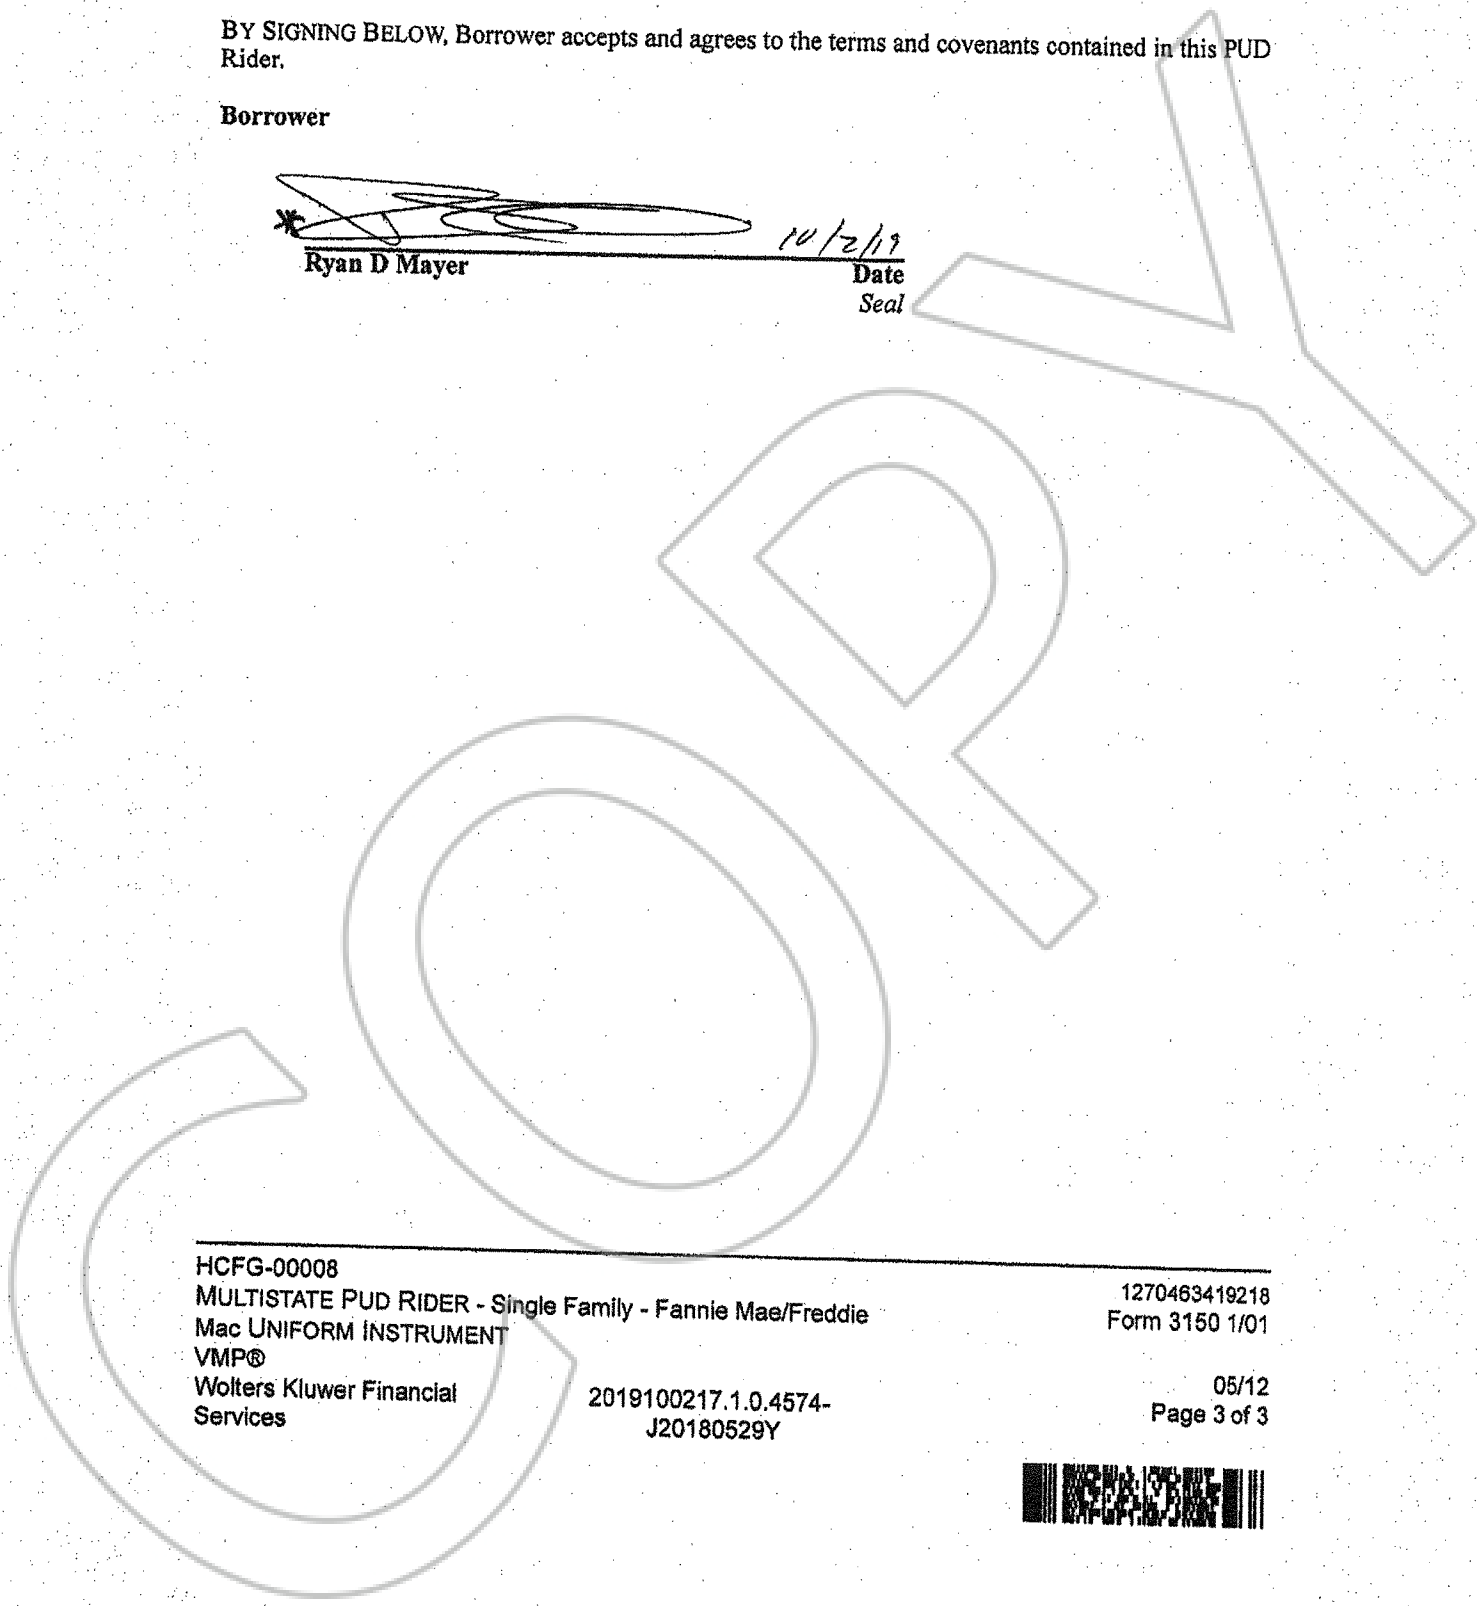 BY SIGNING BELOW, Borrower accepts and agrees to the terms and covenants contained in this PUD
Rider.
Borrower
10/2/19
Ryan D Mayer
Date
Seal
COPY
HCFG-00008
MULTISTATE PUD RIDER - Single Family - Fannie Mae/Freddie
Mac UNIFORM INSTRUMENT
VMP®
Wolters Kluwer Financial
Services
2019100217.1.0.4574-
J20180529Y
1270463419218
Form 3150 1/01
05/12
Page 3 of 3